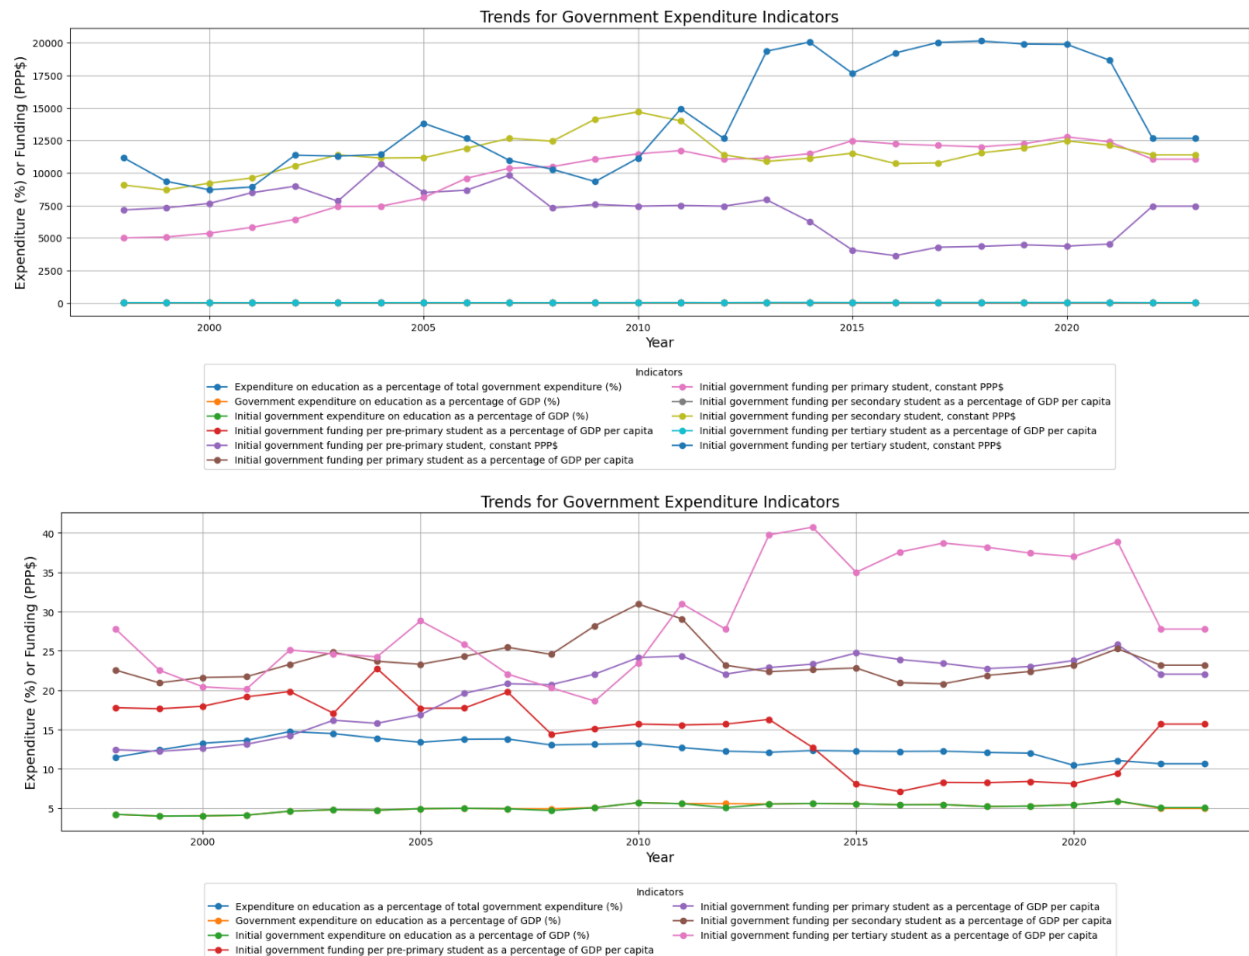 Trends for Government Expenditure Indicators
Expenditure (%) or Funding (PPP$)
20000
17500
15000
12500
10000
7500
5000
2500
0
2000
2005
2010
2015
2020
Year
Indicators
Expenditure on education as a percentage of total government expenditure (%)
Government expenditure on education as a percentage of GDP (%)
Initial government expenditure on education as a percentage of GDP (%)
Initial government funding per pre-primary student as a percentage of GDP per capita
Initial government funding per pre-primary student, constant PPP$
Initial government funding per primary student as a percentage of GDP per capita
Initial government funding per primary student, constant PPP$
Initial government funding per secondary student as a percentage of GDP per capita
Initial government funding per secondary student, constant PPP$
Initial government funding per tertiary student as a percentage of GDP per capita
Initial government funding per tertiary student, constant PPP$
Trends for Government Expenditure Indicators
Expenditure (%) or Funding (PPP$)
40
35
30
25
20
15
10
5
2000
2005
2010
2015
2020
Year
Indicators
Expenditure on education as a percentage of total government expenditure (%)
Government expenditure on education as a percentage of GDP (%)
Initial government expenditure on education as a percentage of GDP (%)
Initial government funding per pre-primary student as a percentage of GDP per capita
Initial government funding per primary student as a percentage of GDP per capita
Initial government funding per secondary student as a percentage of GDP per capita
Initial government funding per tertiary student as a percentage of GDP per capita